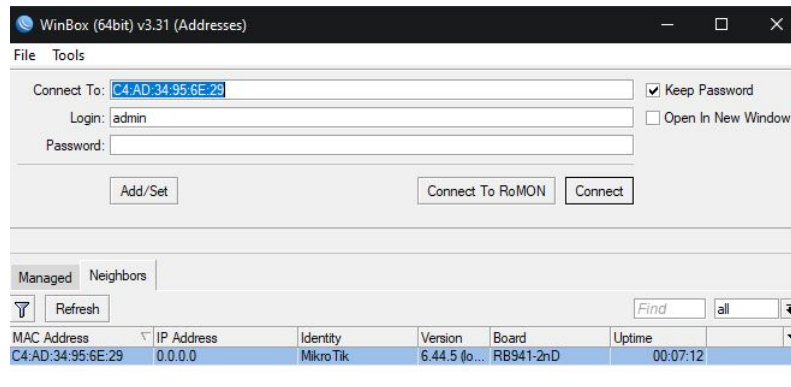 WinBox (64bit) v3.31 (Addresses)
File Tools
Connect To: C4:AD:34:95:6E:29 Keep Password
Login: admin Open In New Window
Password:
Add/Set Connect To RoMON Connect
Managed Neighbors
Refresh Find all
MAC Address IP Address Identity Version Board Uptime
C4:AD:34:95:6E:29 0.0.0.0 MikroTik 6.44.5 (lo... RB941-2nD 00:07:12